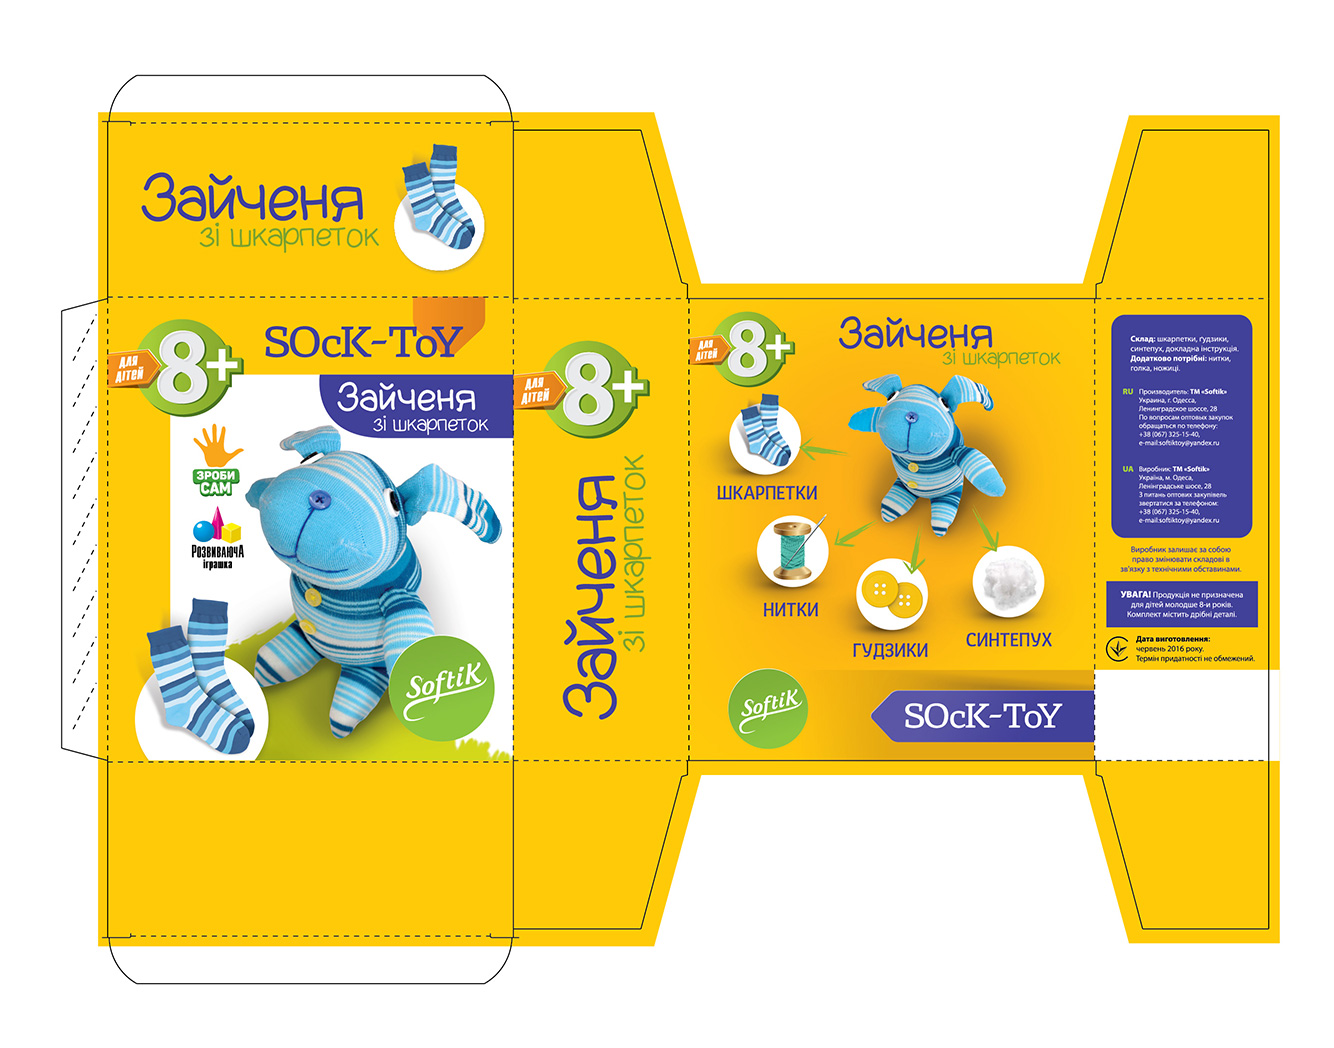 Зайченя
зі шкарпеток
для
дітей
8+
SOcK-ToY
Зайченя
зі шкарпеток
ЗРОБИ
САМ
РОЗВИВАЮЧА
іграшка
SoftiK
для
дітей
8+
Зайченя
зі шкарпеток
для
дітей
8+
Зайченя
зі шкарпеток
ШКАРПЕТКИ
НИТКИ
ГУДЗИКИ
СИНТЕПУХ
SoftiK
SOcK-ToY
Склад: шкарпетки, ґудзики,
синтепух, докладна інструкція.
Додатково потрібні: нитки,
голка, ножиці.
RU Производитель: ТМ «Softik»
Украина, г. Одесса,
Ленинградское шоссе, 28
По вопросам оптовых закупок
обращаться по телефону:
+38 (067) 325-15-40,
e-mail:softiktoy@yandex.ru
UA Виробник: ТМ «Softik»
Україна, м. Одеса,
Ленінградське шосе, 28
З питань оптових закупівель
звертатися за телефоном:
+38 (067) 325-15-40,
e-mail:softiktoy@yandex.ru
Виробник залишає за собою
право змінювати складові в
зв'язку з технічними обставинами.
УВАГА! Продукція не призначена
для дітей молодше 8-и років.
Комплект містить дрібні деталі.
Дата виготовлення:
червень 2016 року.
Термін придатності не обмежений.